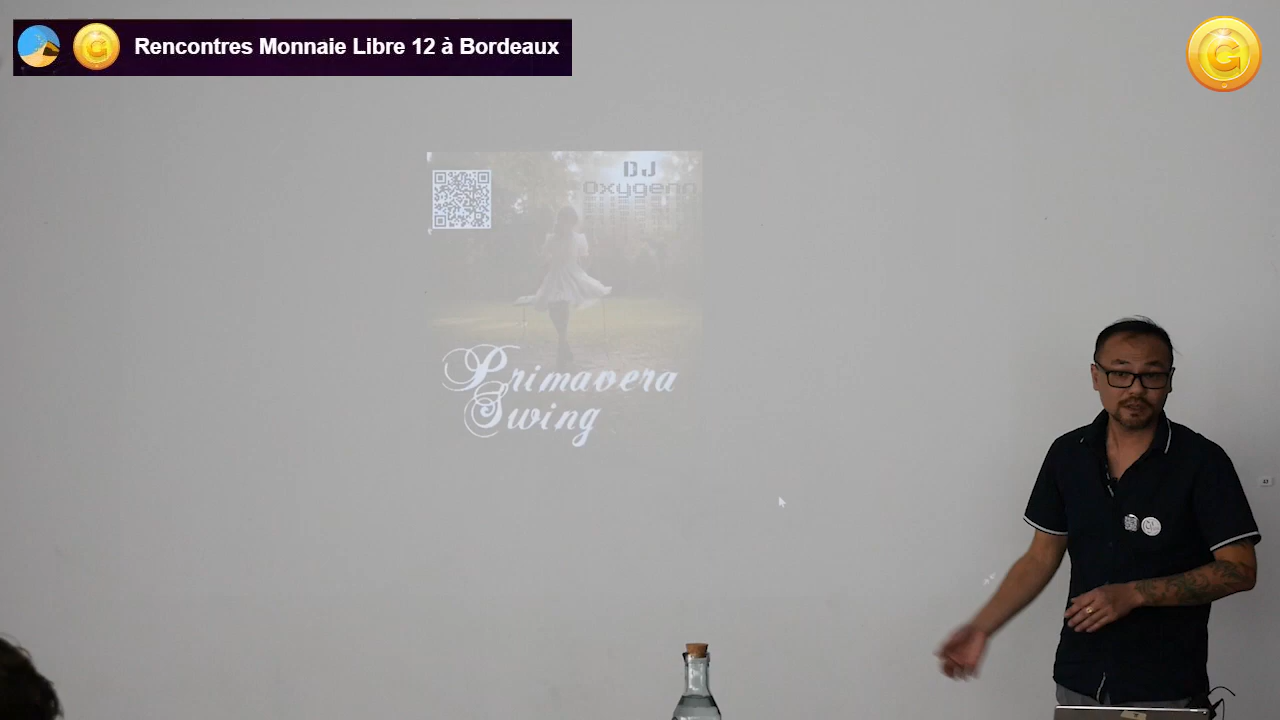 Rencontres Monnaie Libre 12 à Bordeaux
DJ
Oxygenn
Primavera
Swing